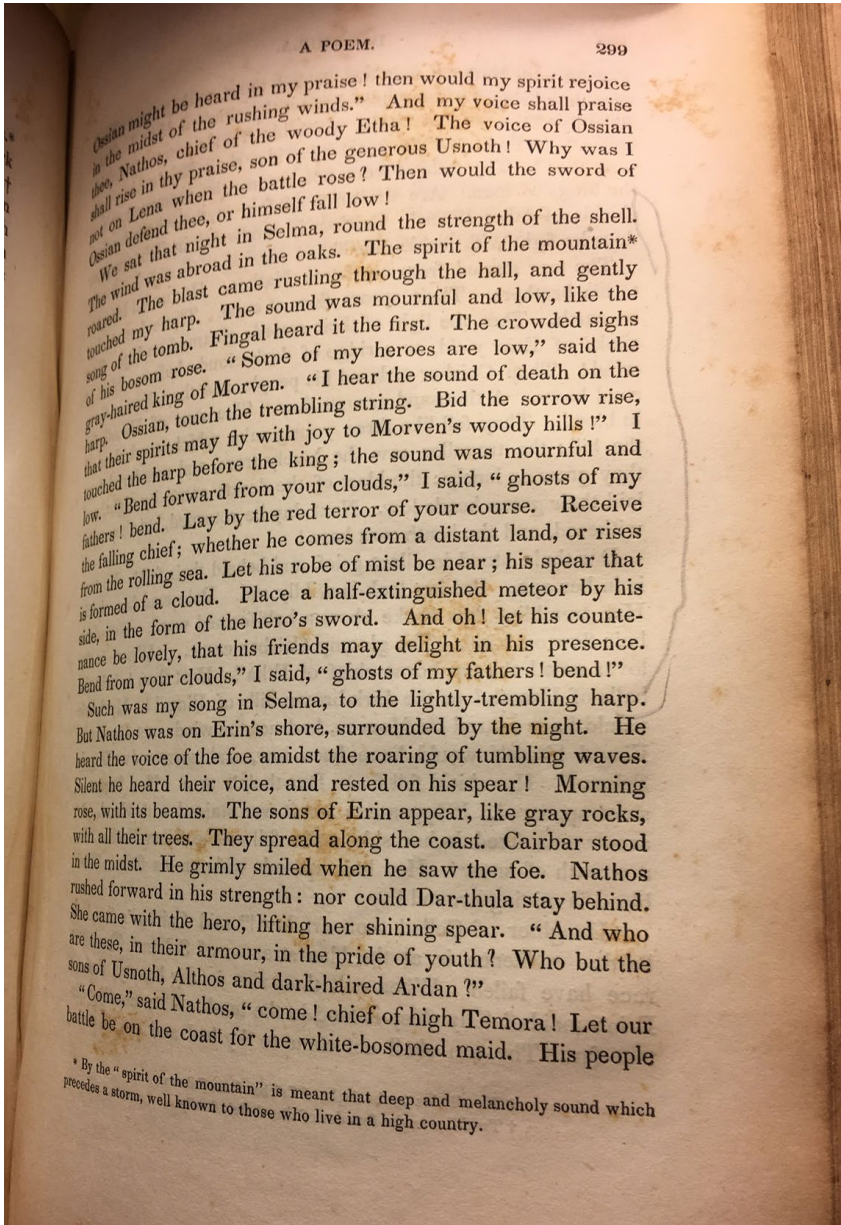 A POEM.
299
Ossian might be heard in my praise! then would my spirit rejoice
in the midst of the rushing winds.” And my voice shall praise
thee, Nathos, chief of the woody Etha! The voice of Ossian
shall rise in thy praise, son of the generous Usnoth! Why was I
not on Lena when the battle rose? Then would the sword of
Ossian defend thee, or himself fall low!
We sat that night in Selma, round the strength of the shell.
The wind was abroad in the oaks. The spirit of the mountain*
roared. The blast came rustling through the hall, and gently
touched my harp. The sound was mournful and low, like the
song of the tomb. Fingal heard it the first. The crowded sighs
of his bosom rose. “Some of my heroes are low,” said the
gray-haired king of Morven. “I hear the sound of death on the
harp. Ossian, touch the trembling string. Bid the sorrow rise,
that their spirits may fly with joy to Morven’s woody hills!” I
touched the harp before the king; the sound was mournful and
low. “Bend forward from your clouds,” I said, “ghosts of my
fathers! bend. Lay by the red terror of your course. Receive
the falling chief; whether he comes from a distant land, or rises
from the rolling sea. Let his robe of mist be near; his spear that
is formed of a cloud. Place a half-extinguished meteor by his
side, in the form of the hero’s sword. And oh! let his counte-
nance be lovely, that his friends may delight in his presence.
Bend from your clouds,” I said, “ghosts of my fathers! bend!”
Such was my song in Selma, to the lightly-trembling harp.
But Nathos was on Erin’s shore, surrounded by the night. He
heard the voice of the foe amidst the roaring of tumbling waves.
Silent he heard their voice, and rested on his spear! Morning
rose, with its beams. The sons of Erin appear, like gray rocks,
with all their trees. They spread along the coast. Cairbar stood
in the midst. He grimly smiled when he saw the foe. Nathos
rushed forward in his strength: nor could Dar-thula stay behind.
She came with the hero, lifting her shining spear. “And who
are these, in their armour, in the pride of youth? Who but the
sons of Usnoth, Althos and dark-haired Ardan?”
“Come,” said Nathos, “come! chief of high Temora! Let our
battle be on the coast for the white-bosomed maid. His people
* By the “spirit of the mountain” is meant that deep and melancholy sound which
precedes a storm, well known to those who live in a high country.